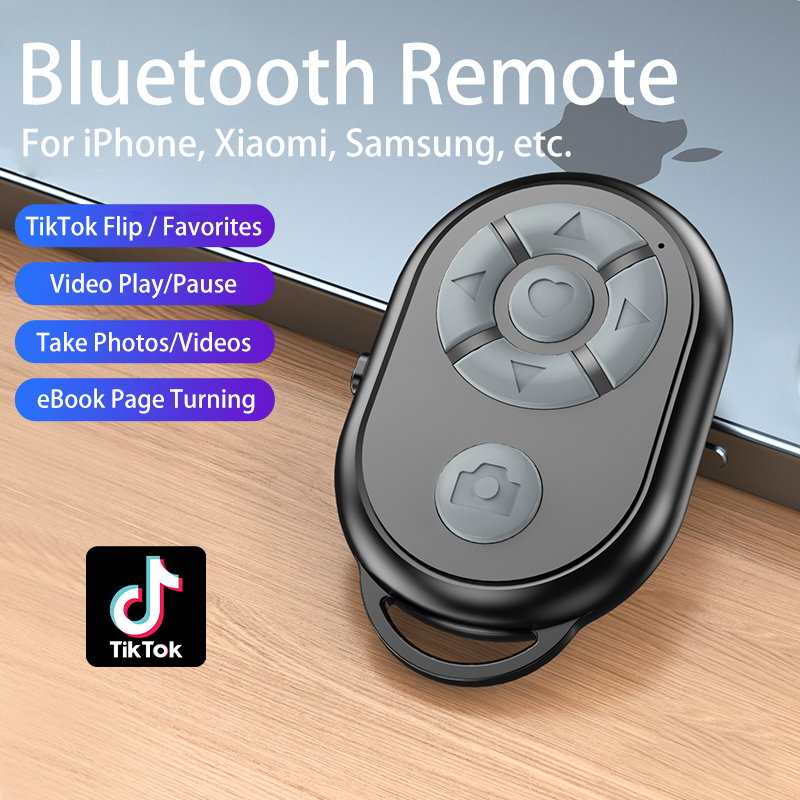 Bluetooth Remote
For iPhone, Xiaomi, Samsung, etc.
TikTok Flip / Favorites
Video Play/Pause
Take Photos/Videos
eBook Page Turning
TikTok